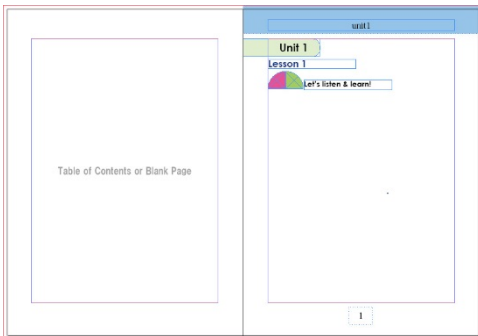 Table of Contents or Blank Page
unit1
Unit 1
Lesson 1
Let's listen & learn!
1